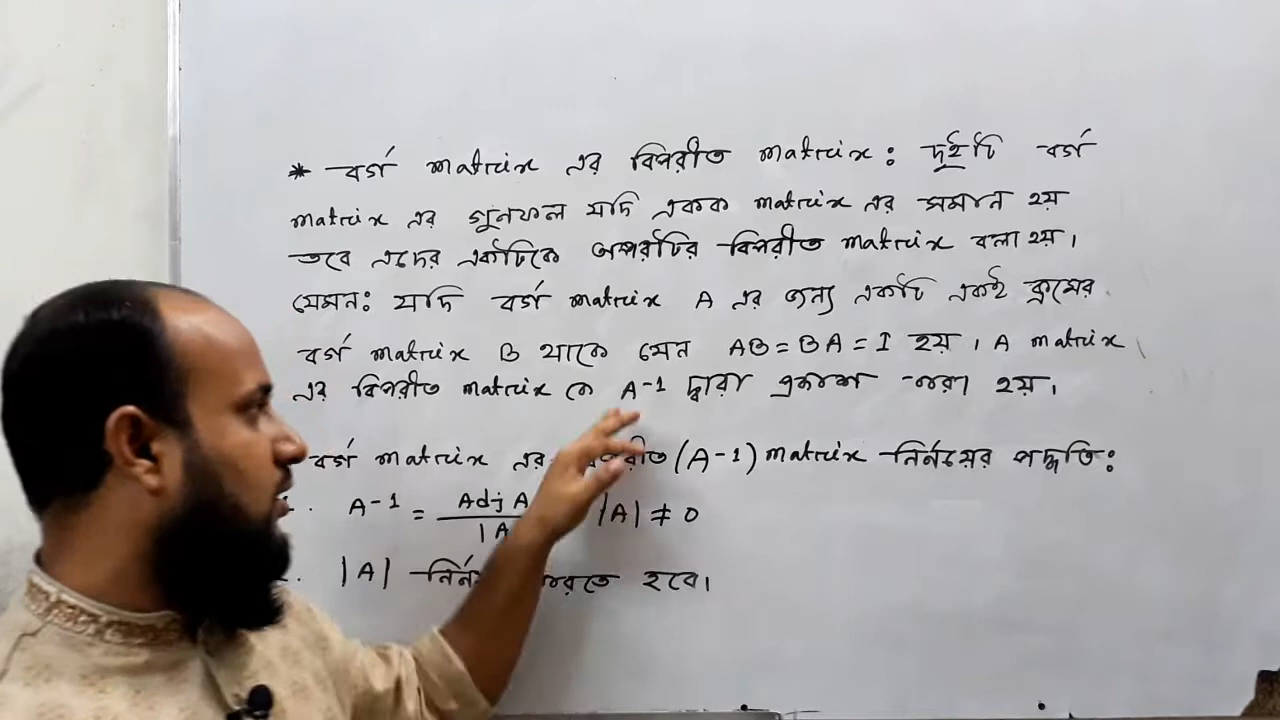 * বর্গ matrix এর বিপরীত matrix: দুইটি বর্গ
matrix এর গুনফল যদি একক matrix এর সমান হয়
তবে এদের একটিকে অপরটির বিপরীত matrix বলা হয়।
যেমন: যদি বর্গ matrix A এর জন্য একটি একই ক্রমের
বর্গ matrix B থাকে যেন AB = BA = I হয়। A matrix
এর বিপরীত matrix কে A-1 দ্বারা প্রকাশ করা হয়।
বর্গ matrix এর (A-1) matrix নির্নয়ের পদ্ধতি:
A-1 = Adj A / |A |A| ≠ 0
|A| করতে হবে।